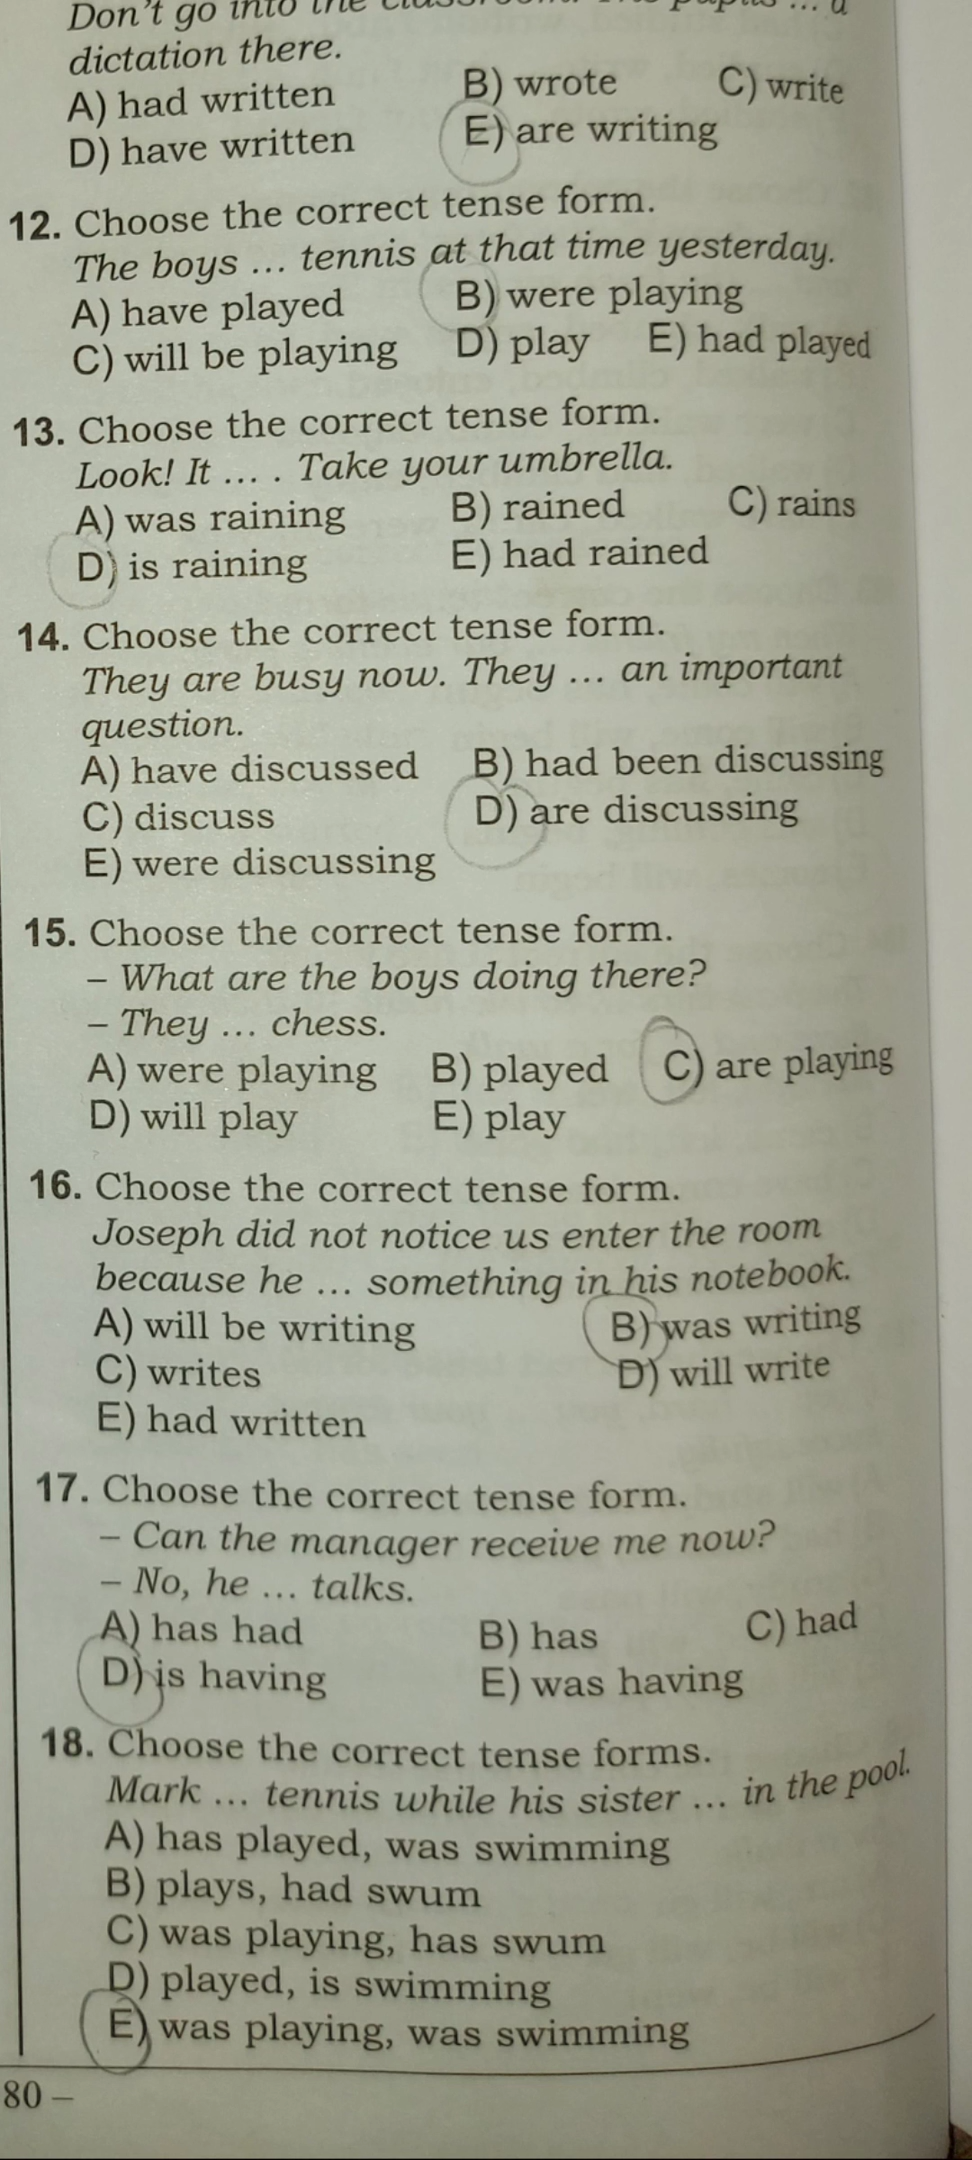 Don't go into the classroom. The pupils ... a
dictation there.
A) had written B) wrote C) write
D) have written E) are writing
12. Choose the correct tense form.
The boys ... tennis at that time yesterday.
A) have played B) were playing
C) will be playing D) play E) had played
13. Choose the correct tense form.
Look! It ... . Take your umbrella.
A) was raining B) rained C) rains
D) is raining E) had rained
14. Choose the correct tense form.
They are busy now. They ... an important
question.
A) have discussed B) had been discussing
C) discuss D) are discussing
E) were discussing
15. Choose the correct tense form.
– What are the boys doing there?
– They ... chess.
A) were playing B) played C) are playing
D) will play E) play
16. Choose the correct tense form.
Joseph did not notice us enter the room
because he ... something in his notebook.
A) will be writing B) was writing
C) writes D) will write
E) had written
17. Choose the correct tense form.
– Can the manager receive me now?
– No, he ... talks.
A) has had B) has C) had
D) is having E) was having
18. Choose the correct tense forms.
Mark ... tennis while his sister ... in the pool.
A) has played, was swimming
B) plays, had swum
C) was playing, has swum
D) played, is swimming
E) was playing, was swimming
80 –